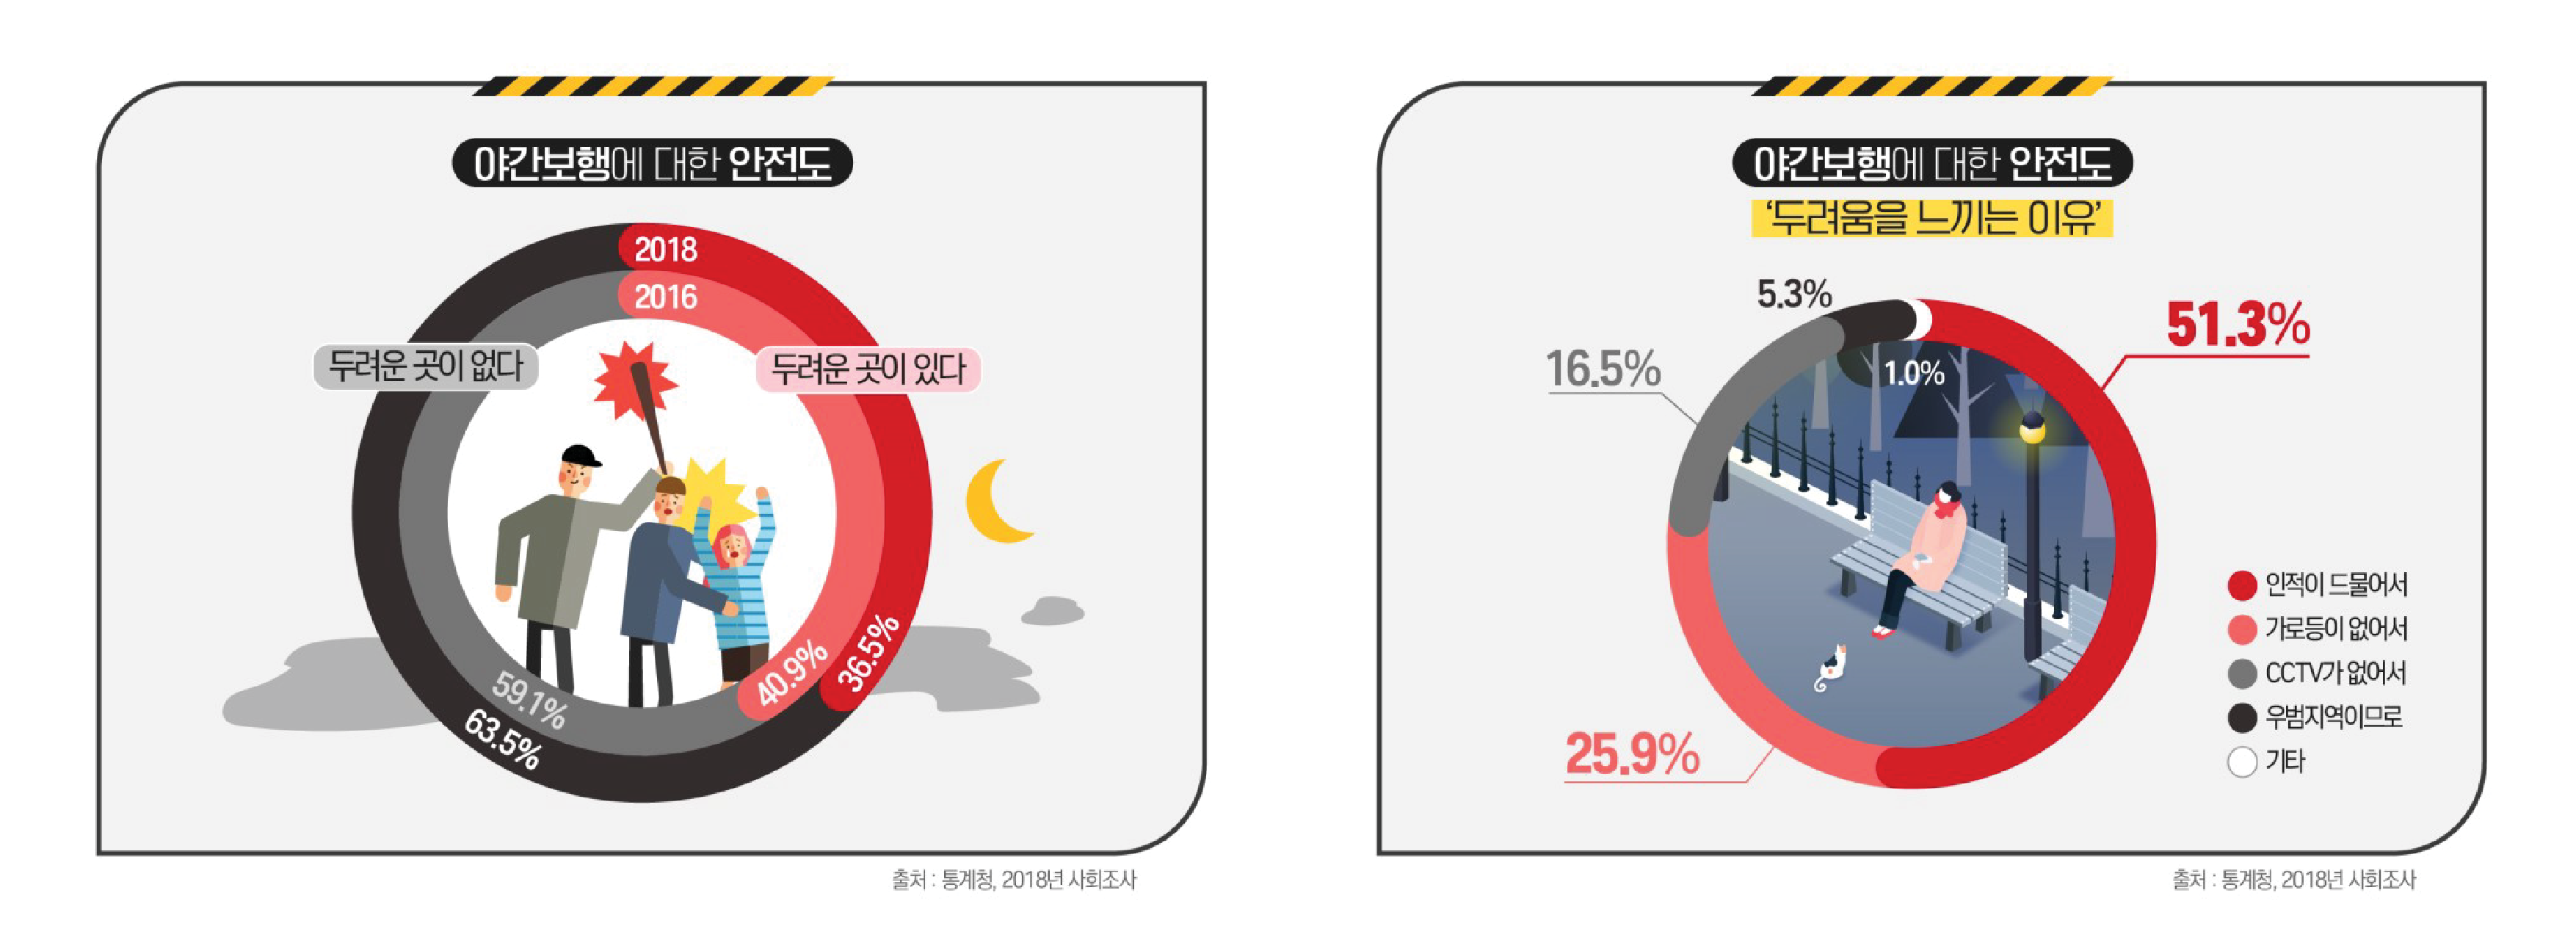 야간보행에 대한 안전도
2018
2016
두려운 곳이 없다
두려운 곳이 있다
36.5%
40.9%
59.1%
63.5%
출처 : 통계청, 2018년 사회조사
야간보행에 대한 안전도
‘두려움을 느끼는 이유’
5.3%
51.3%
16.5%
1.0%
25.9%
인적이 드물어서
가로등이 없어서
CCTV가 없어서
우범지역이므로
기타
출처 : 통계청, 2018년 사회조사